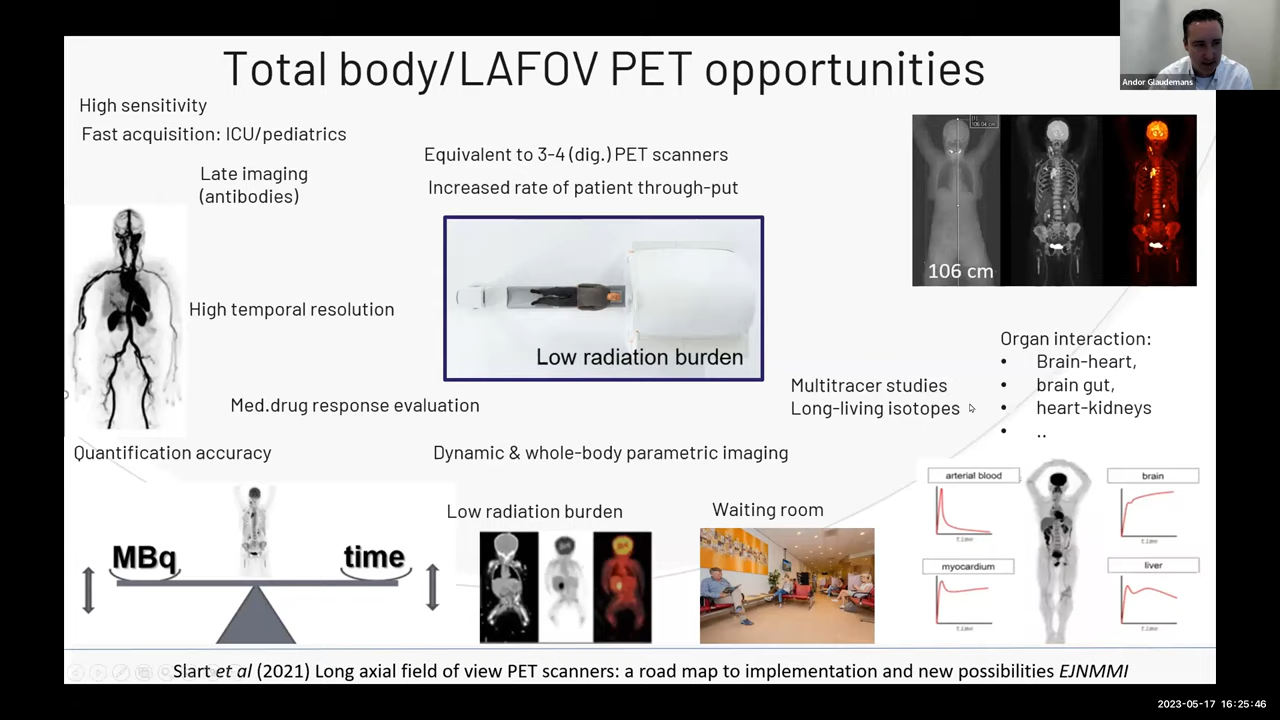 Total body/LAFOV PET opportunities
Andor Glaudemans
High sensitivity
Fast acquisition: ICU/pediatrics
Late imaging
(antibodies)
Equivalent to 3-4 (dig.) PET scanners
Increased rate of patient through-put
106 cm
High temporal resolution
Low radiation burden
Organ interaction:
• Brain-heart,
• brain gut,
• heart-kidneys
• ..
Multitracer studies
Long-living isotopes
Med.drug response evaluation
Quantification accuracy
Dynamic & whole-body parametric imaging
MBq
time
Low radiation burden
Waiting room
arterial blood
brain
myocardium
liver
Slart et al (2021) Long axial field of view PET scanners: a road map to implementation and new possibilities EJNMMI
2023-05-17 16:25:46